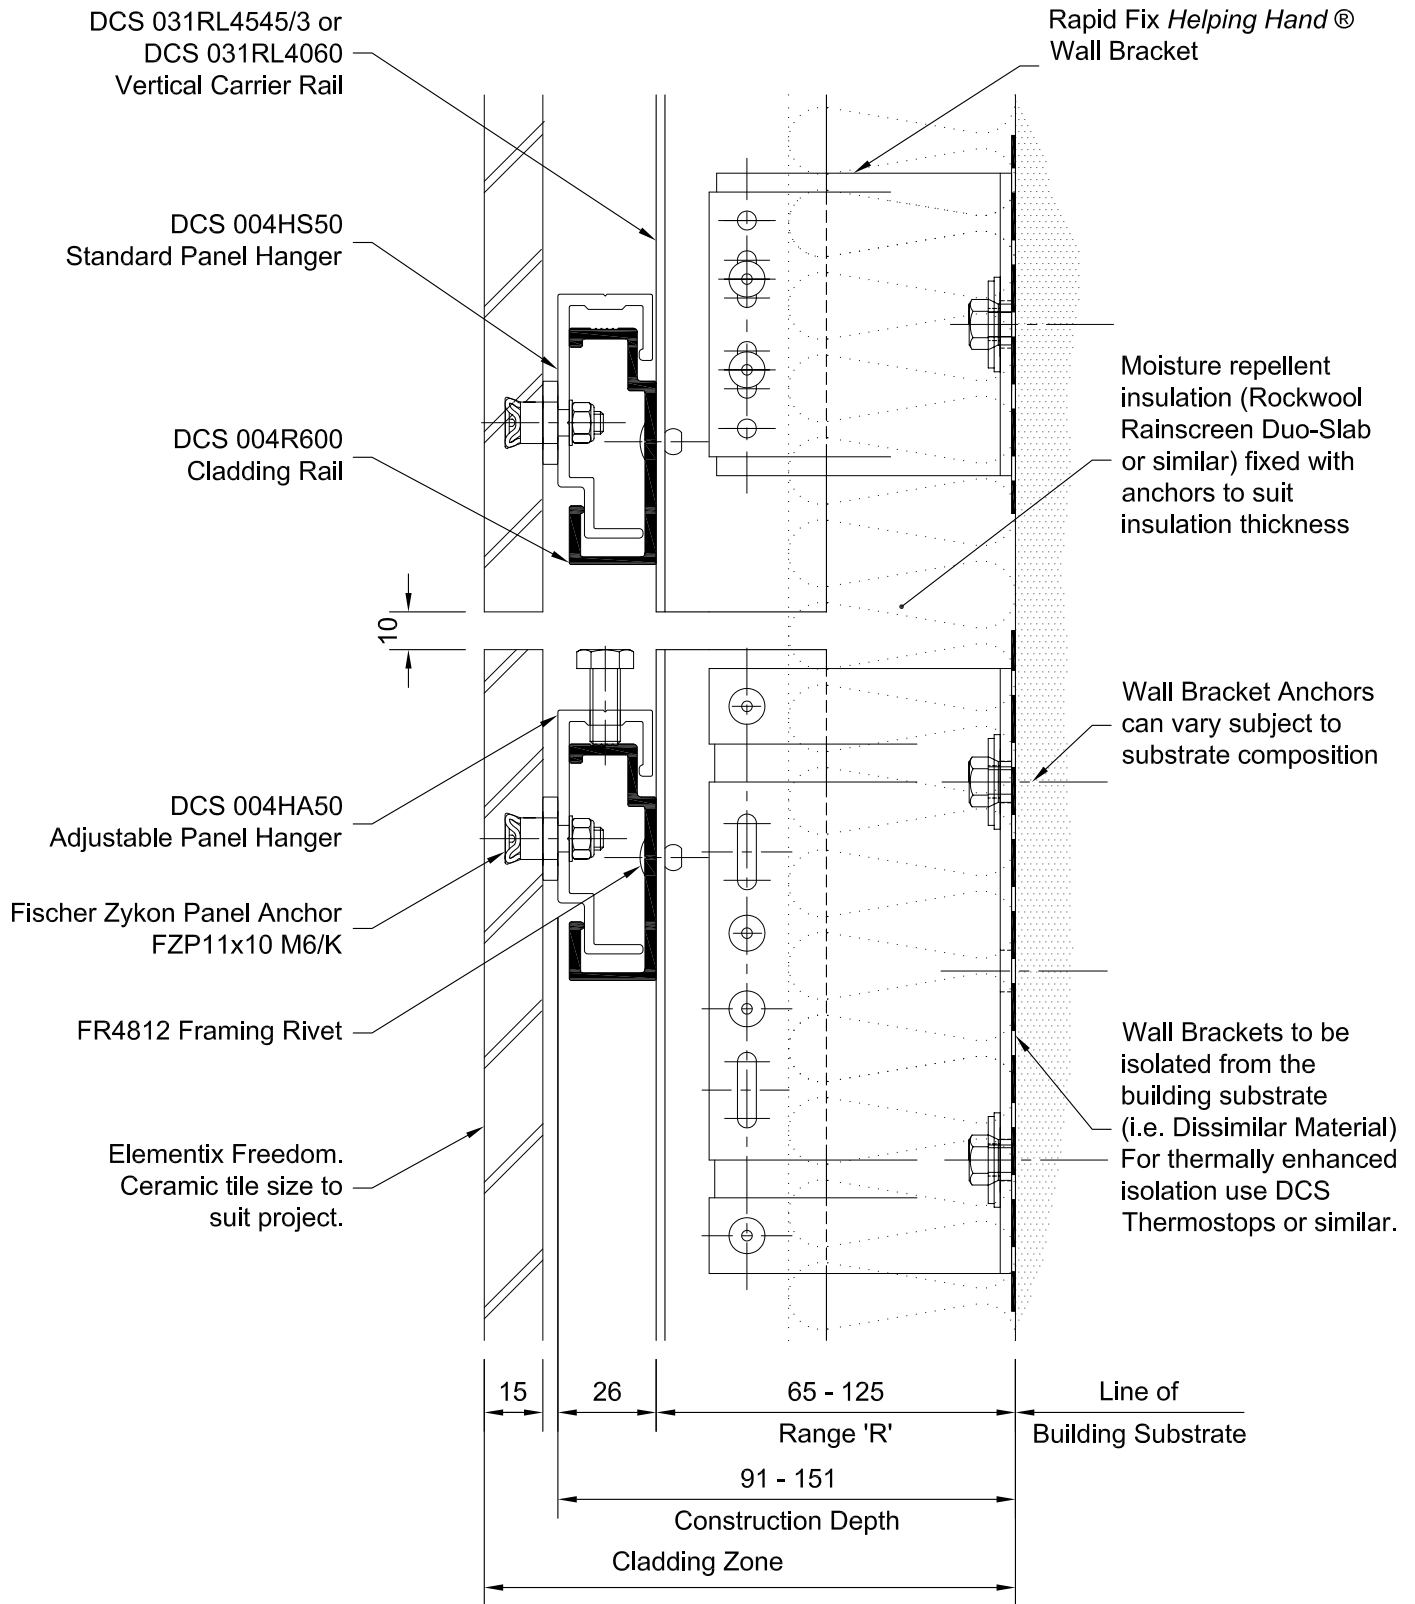 DCS 031RL4545/3 or
DCS 031RL4060
Vertical Carrier Rail
Rapid Fix Helping Hand ®
Wall Bracket
DCS 004HS50
Standard Panel Hanger
Moisture repellent
insulation (Rockwool
Rainscreen Duo-Slab
or similar) fixed with
anchors to suit
insulation thickness
DCS 004R600
Cladding Rail
10
Wall Bracket Anchors
can vary subject to
substrate composition
DCS 004HA50
Adjustable Panel Hanger
Fischer Zykon Panel Anchor
FZP11x10 M6/K
FR4812 Framing Rivet
Wall Brackets to be
isolated from the
building substrate
(i.e. Dissimilar Material)
For thermally enhanced
isolation use DCS
Thermostops or similar.
Elementix Freedom.
Ceramic tile size to
suit project.
15
26
65 - 125
Range 'R'
Line of
Building Substrate
91 - 151
Construction Depth
Cladding Zone